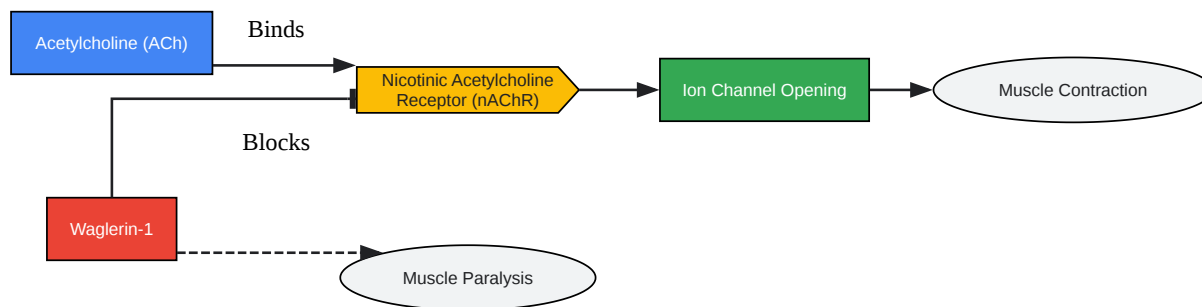 Binds
Acetylcholine (ACh)
Nicotinic Acetylcholine
Receptor (nAChR)
Ion Channel Opening
Muscle Contraction
Blocks
Waglerin-1
Muscle Paralysis